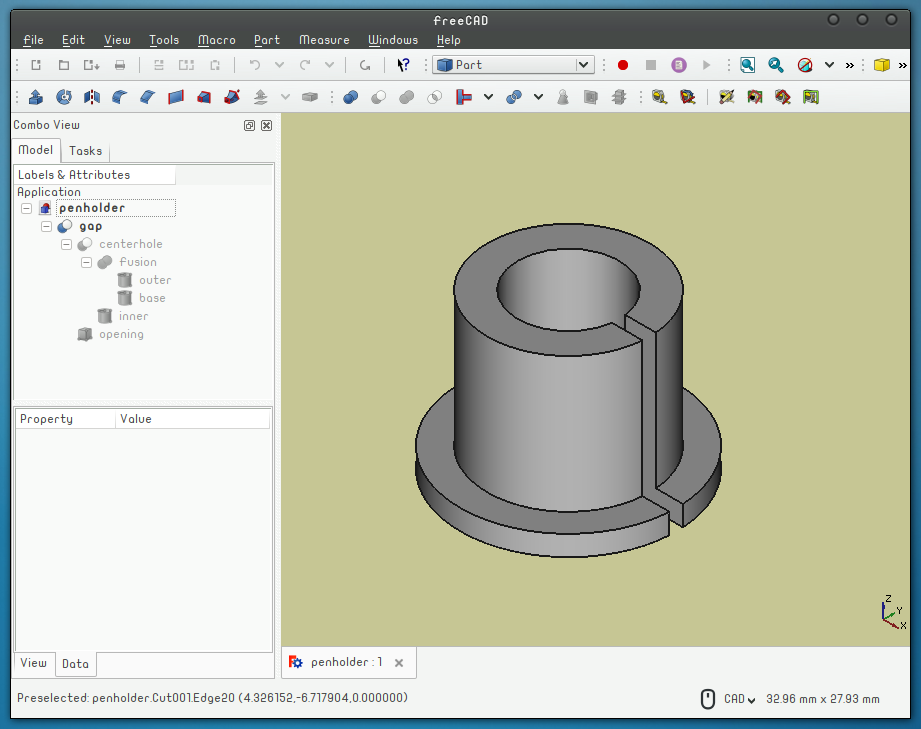 FreeCAD
File Edit View Tools Macro Part Measure Windows Help
Part
Combo View
Model Tasks
Labels & Attributes
Application
penholder
gap
centerhole
Fusion
outer
base
inner
opening
Property Value
Z
Y
X
View Data
penholder : 1
Preselected: penholder.Cut001.Edge20 (4.326152,-6.717904,0.000000)
CAD 32.96 mm x 27.93 mm